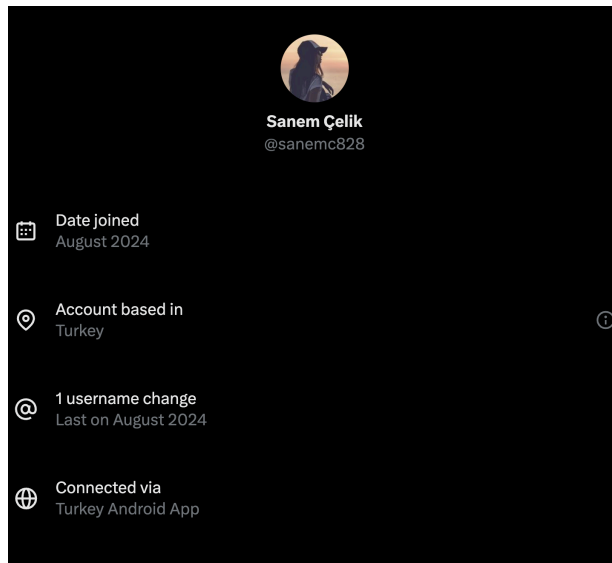 Sanem Çelik
@sanemc828
Date joined
August 2024
Account based in
Turkey
1 username change
Last on August 2024
Connected via
Turkey Android App